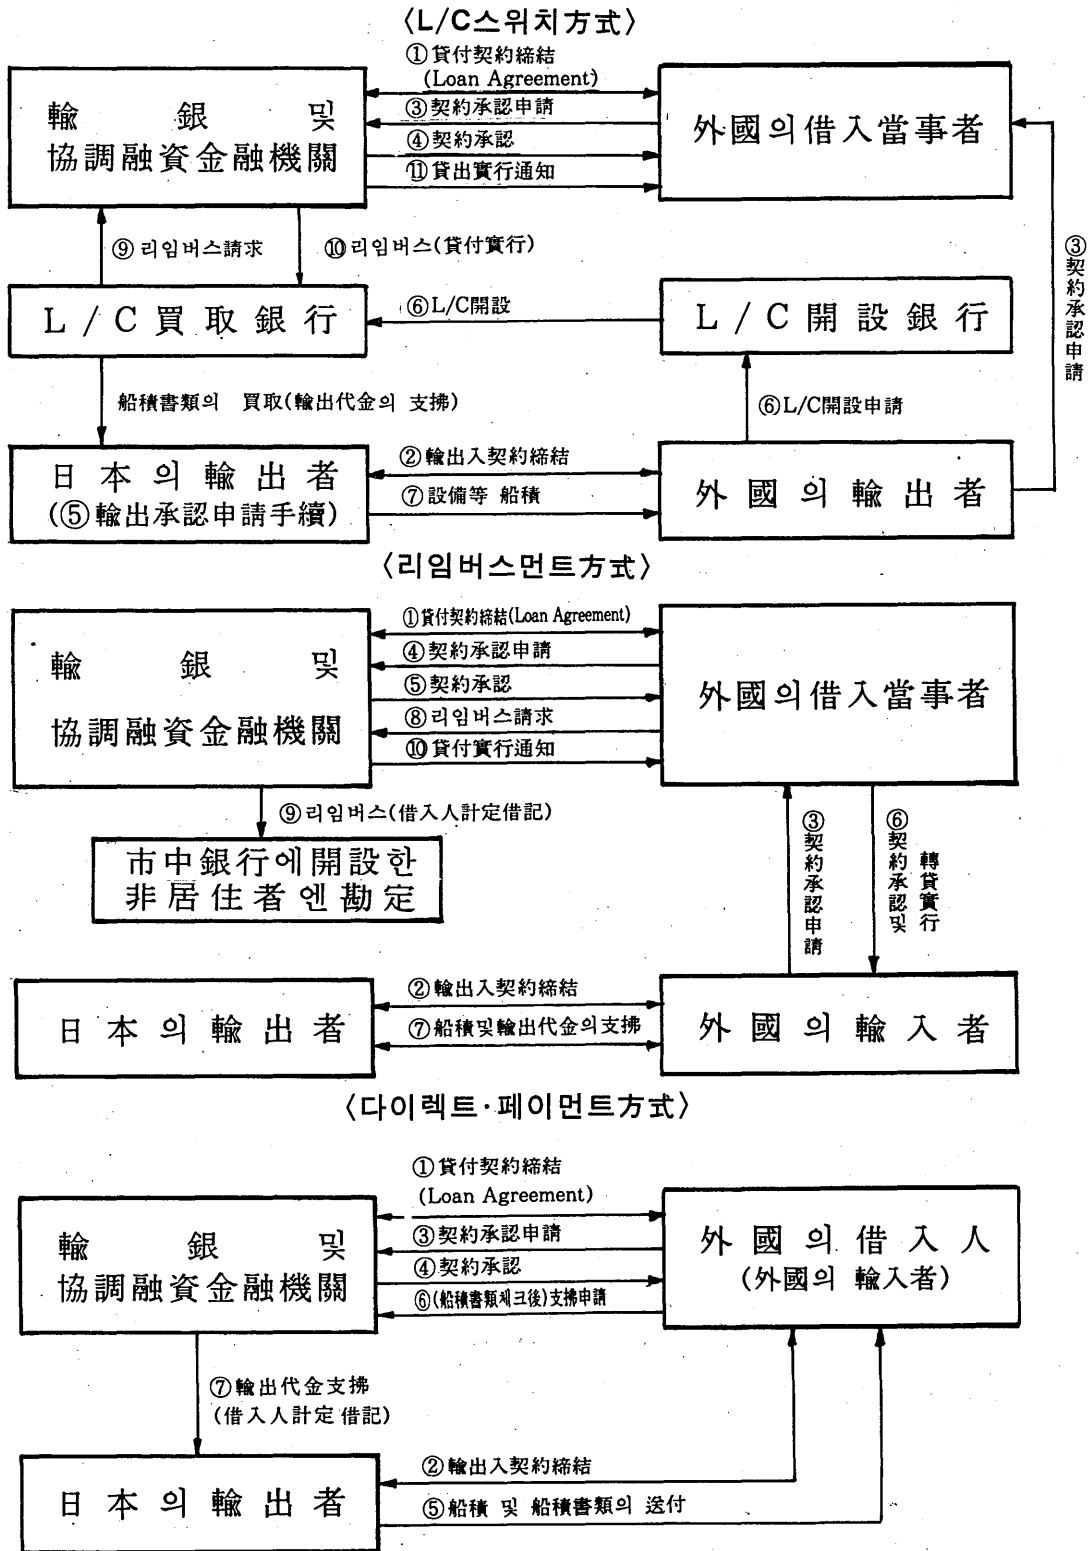 〈L/C스위치方式〉
①貸付契約締結
(Loan Agreement)
輸 銀 및
協調融資金融機關
③契約承認申請
④契約承認
⑪貸出實行通知
外國의借入當事者
⑨리임버스請求
⑩리임버스(貸付實行)
③契約承認申請
L/C買取銀行
⑥L/C開設
L/C開設銀行
船積書類의 買取(輸出代金의 支拂)
⑥L/C開設申請
日本의輸出者
(⑤輸出承認申請手續)
②輸出入契約締結
⑦設備等 船積
外國의輸出者
〈리임버스먼트方式〉
輸 銀 및
協調融資金融機關
①貸付契約締結(Loan Agreement)
④契約承認申請
⑤契約承認
⑧리임버스請求
⑩貸付實行通知
外國의借入當事者
⑨리임버스(借入人計定借記)
市中銀行에開設한
非居住者엔勘定
③契約承認申請
⑥契約承認및
轉貸實行
日本의輸出者
②輸出入契約締結
⑦船積및輸出代金의支拂
外國의輸入者
〈다이렉트·페이먼트方式〉
①貸付契約締結
(Loan Agreement)
輸 銀 및
協調融資金融機關
③契約承認申請
④契約承認
⑥(船積書類체크後)支拂申請
外國의借入人
(外國의 輸入者)
⑦輸出代金支拂
(借入人計定借記)
日本의輸出者
②輸出入契約締結
⑤船積 및 船積書類의 送付